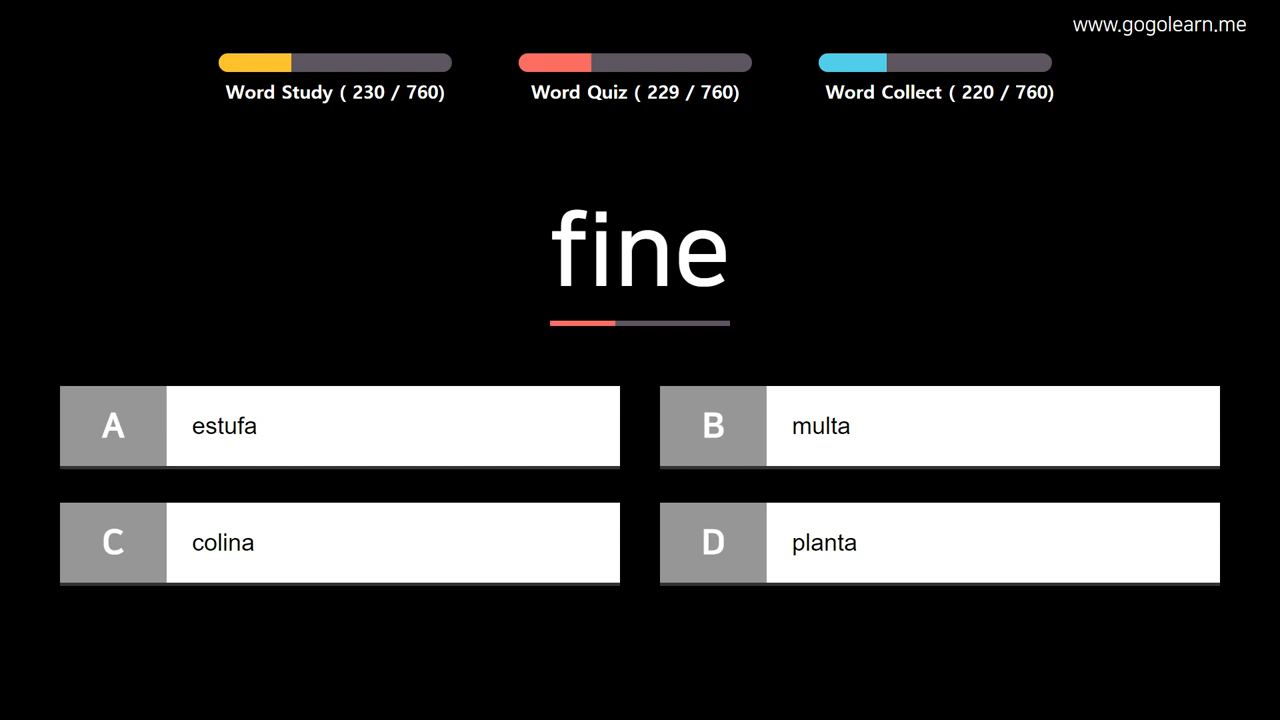 www.gogolearn.me
Word Study ( 230 / 760)
Word Quiz ( 229 / 760)
Word Collect ( 220 / 760)
fine
A estufa
B multa
C colina
D planta